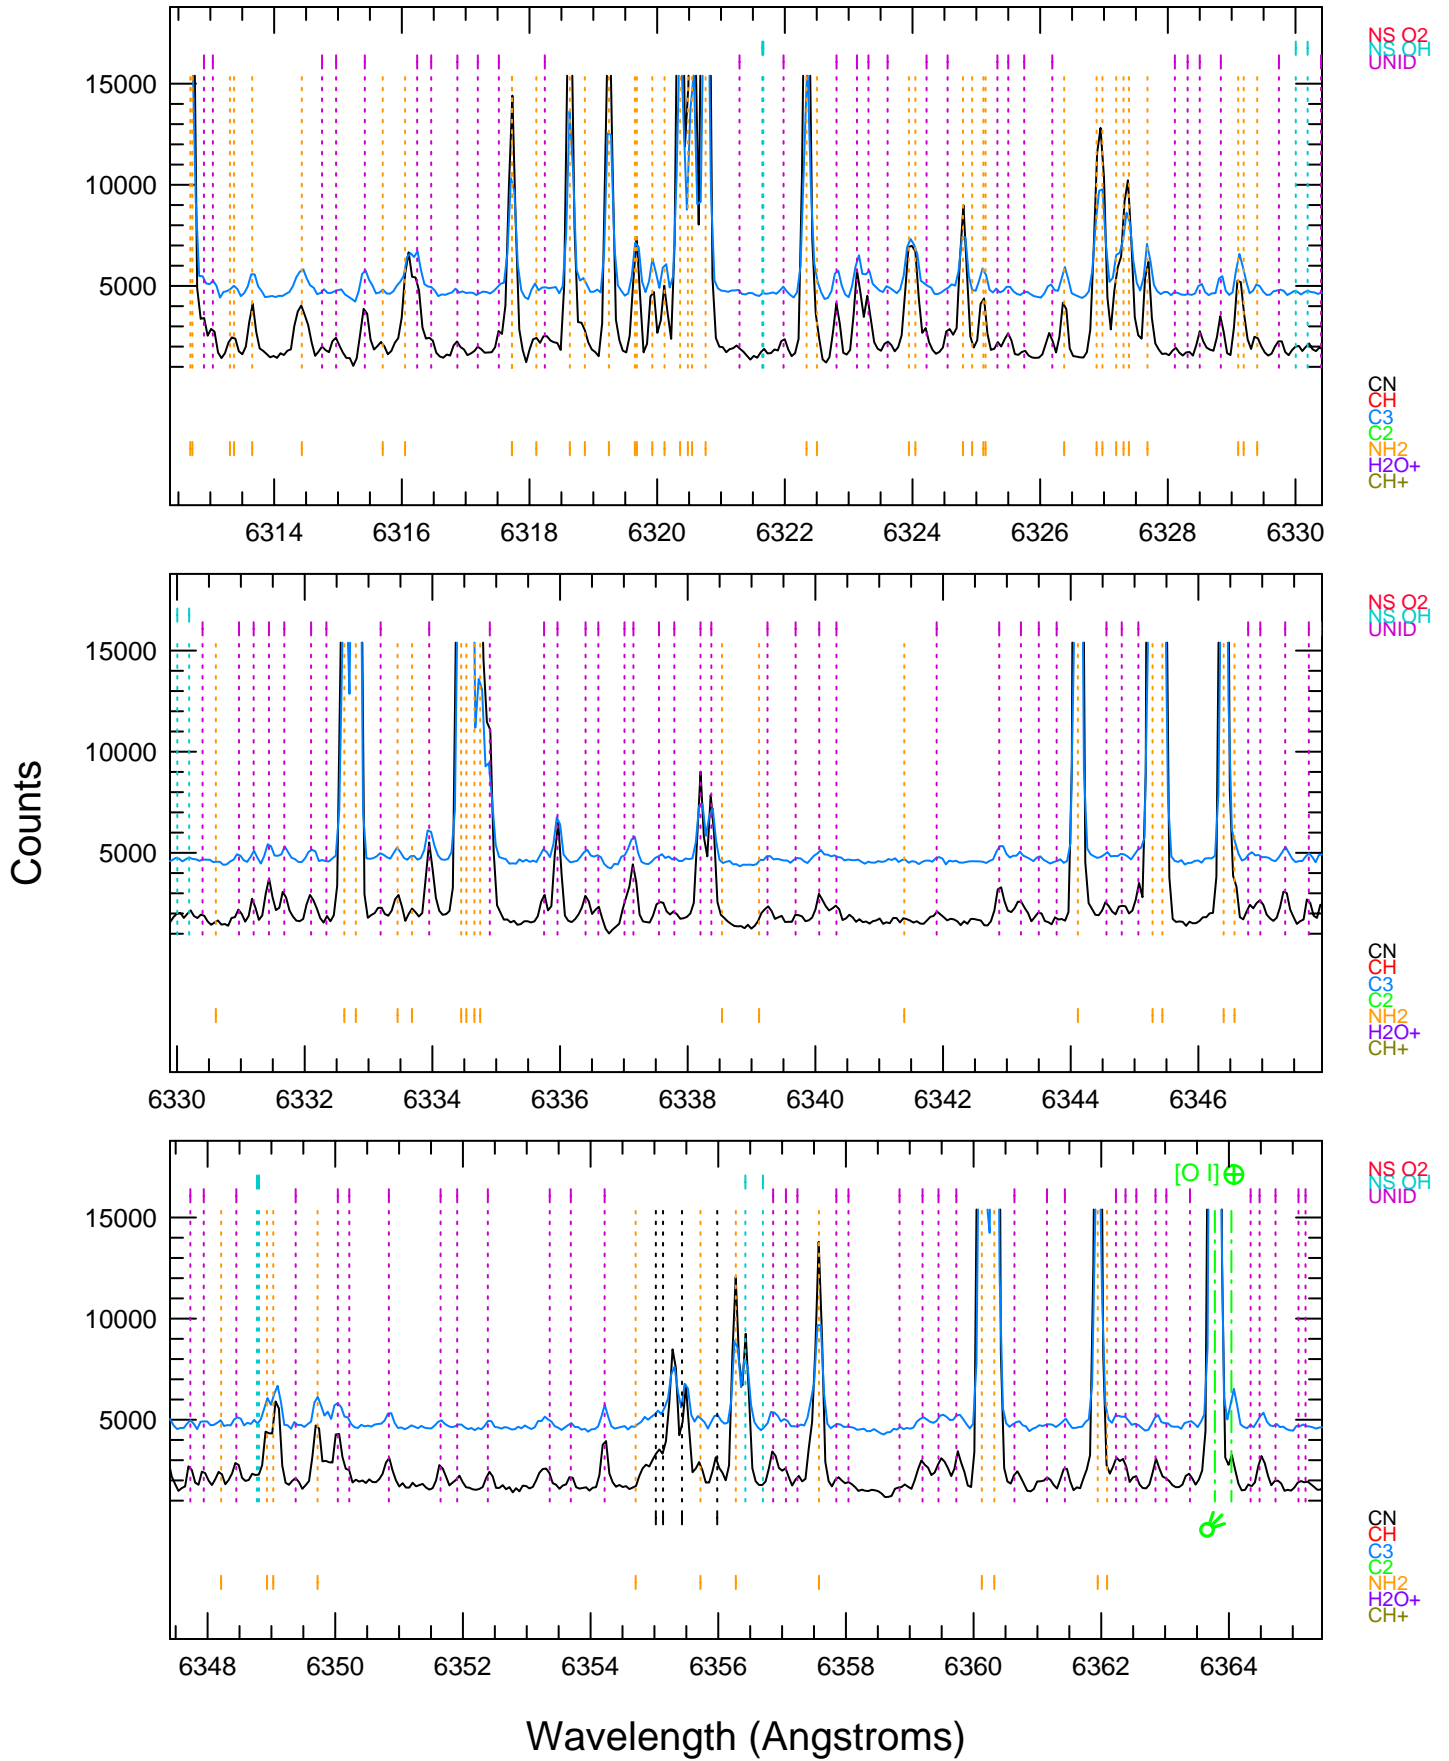 NS O2
NS OH
UNID
15000
10000
5000
CN
CH
C3
C2
NH2
H2O+
CH+
6314 6316 6318 6320 6322 6324 6326 6328 6330
NS O2
NS OH
UNID
15000
10000
5000
Counts
CN
CH
C3
C2
NH2
H2O+
CH+
6330 6332 6334 6336 6338 6340 6342 6344 6346
[O I]
NS O2
NS OH
UNID
15000
10000
5000
CN
CH
C3
C2
NH2
H2O+
CH+
6348 6350 6352 6354 6356 6358 6360 6362 6364
Wavelength (Angstroms)